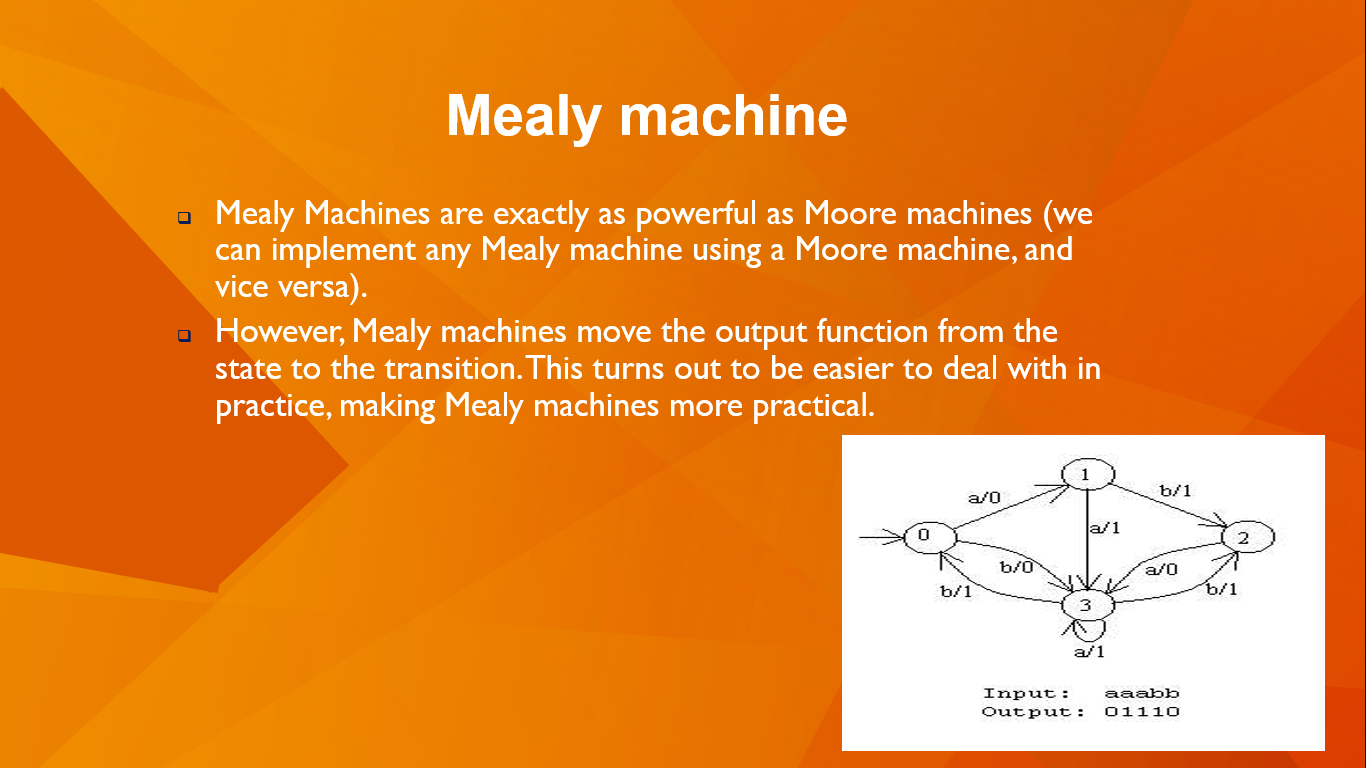 Mealy machine
Mealy Machines are exactly as powerful as Moore machines (we
can implement any Mealy machine using a Moore machine, and
vice versa).
However, Mealy machines move the output function from the
state to the transition. This turns out to be easier to deal with in
practice, making Mealy machines more practical.
1
a/0
b/1
a/1
0
2
b/0
a/0
b/1
b/1
3
a/1
Input: aaabb
Output: 01110